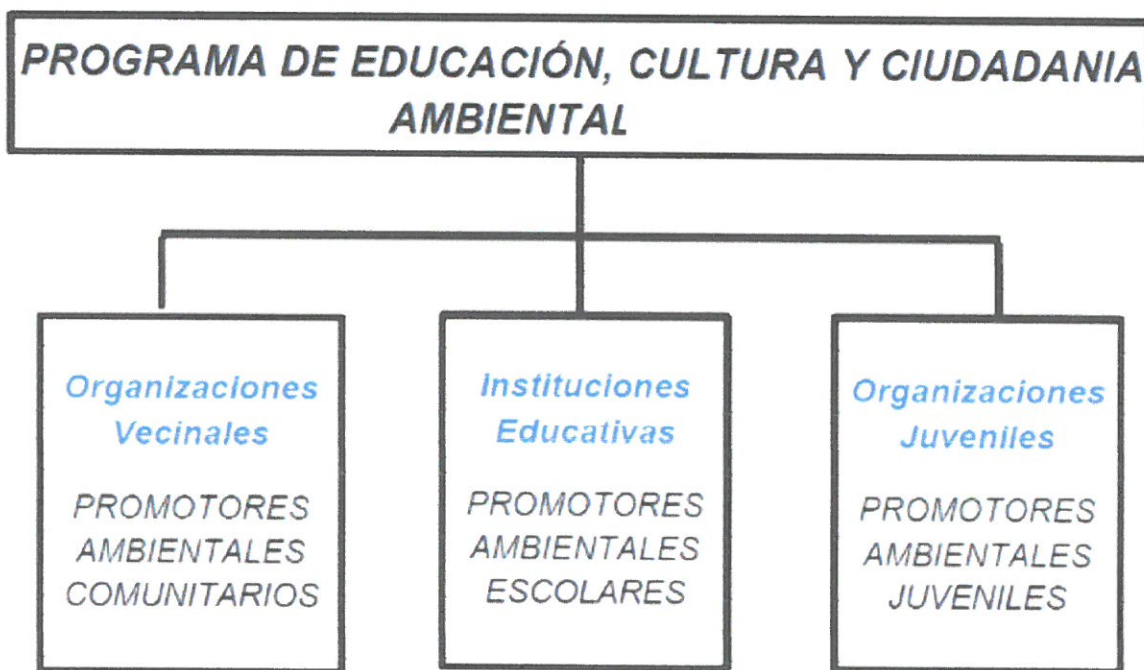 PROGRAMA DE EDUCACIÓN, CULTURA Y CIUDADANIA
AMBIENTAL
Organizaciones
Vecinales
PROMOTORES
AMBIENTALES
COMUNITARIOS
Instituciones
Educativas
PROMOTORES
AMBIENTALES
ESCOLARES
Organizaciones
Juveniles
PROMOTORES
AMBIENTALES
JUVENILES